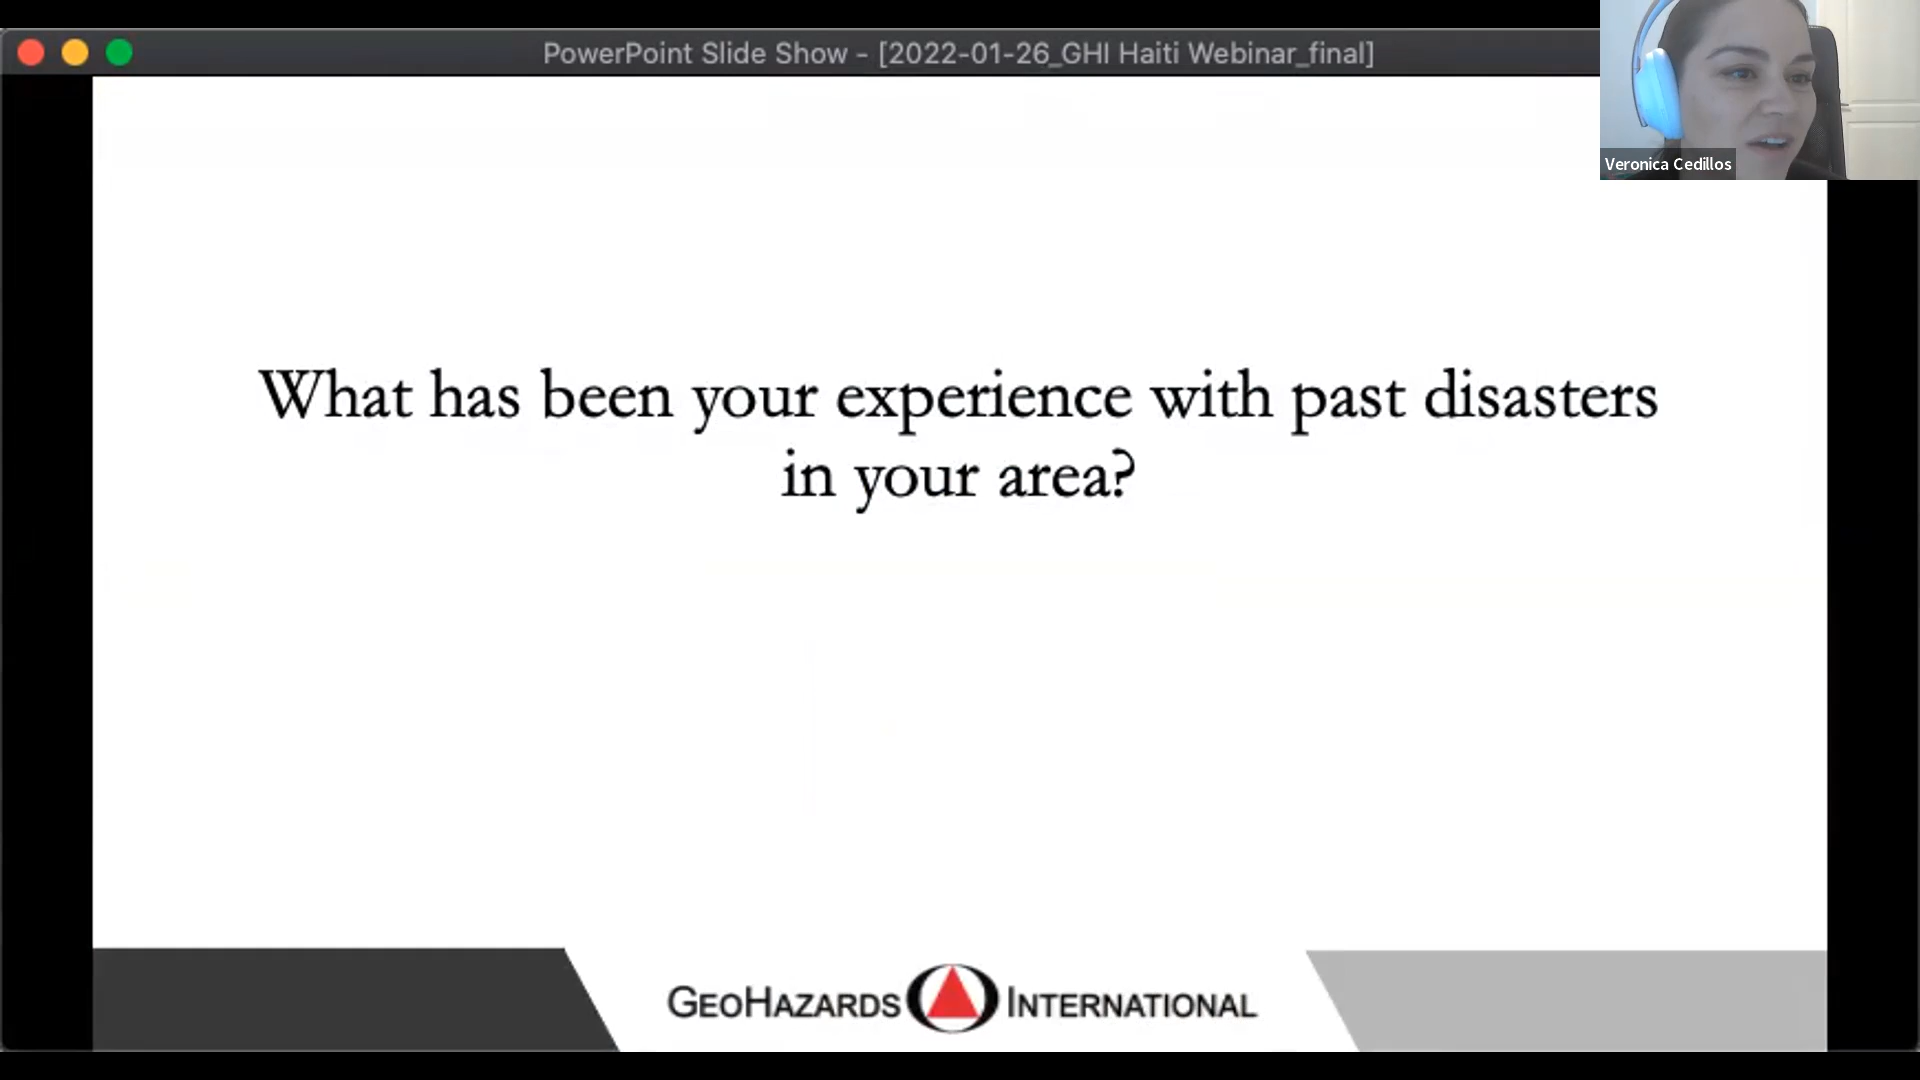 PowerPoint Slide Show - [2022-01-26_GHI Haiti Webinar_final]
Veronica Cedillos
What has been your experience with past disasters
in your area?
GEOHAZARDS INTERNATIONAL